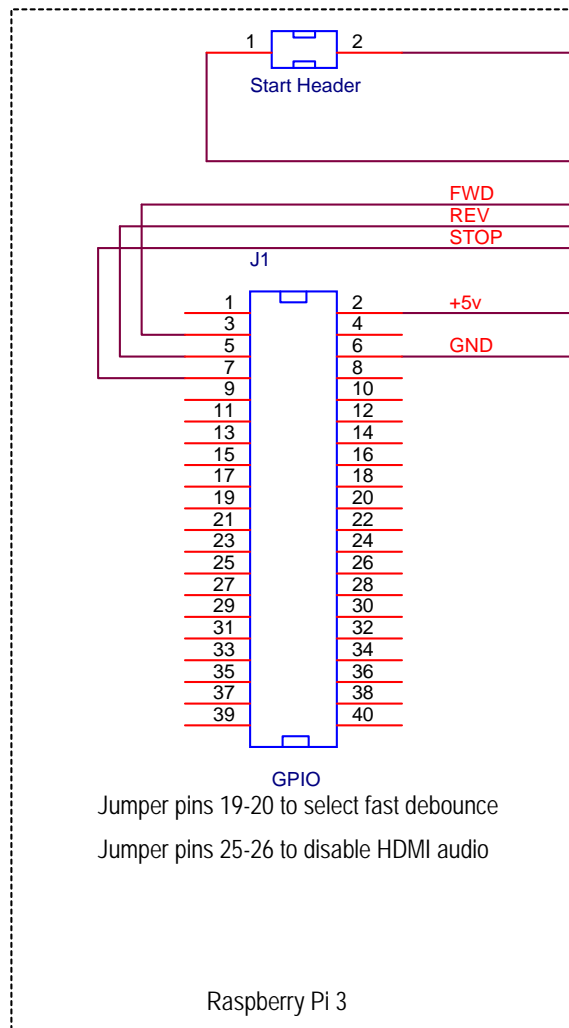 1 2
Start Header
FWD
REV
STOP
J1
1 2 +5v
3 4
5 6 GND
7 8
9 10
11 12
13 14
15 16
17 18
19 20
21 22
23 24
25 26
27 28
29 30
31 32
33 34
35 36
37 38
39 40
GPIO
Jumper pins 19-20 to select fast debounce
Jumper pins 25-26 to disable HDMI audio
Raspberry Pi 3